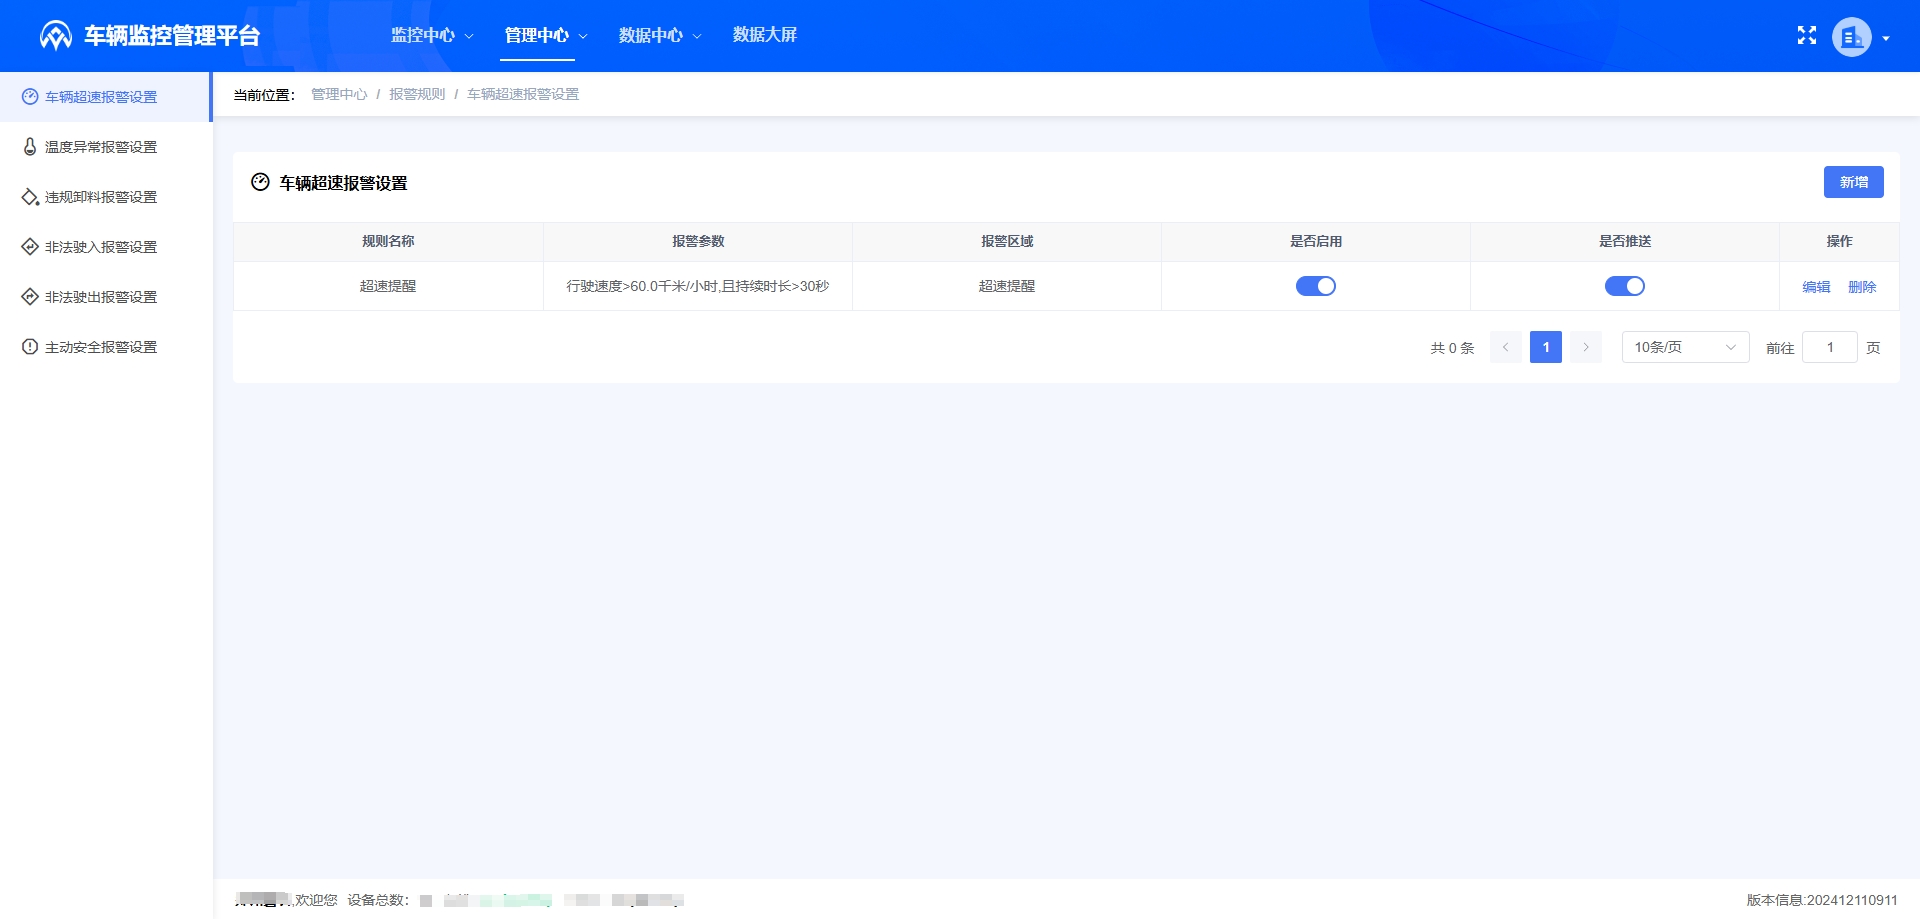 车辆监控管理平台 监控中心 管理中心 数据中心 数据大屏
车辆超速报警设置
温度异常报警设置
违规卸料报警设置
非法驶入报警设置
非法驶出报警设置
主动安全报警设置
当前位置： 管理中心 / 报警规则 / 车辆超速报警设置
车辆超速报警设置 新增
规则名称 报警参数 报警区域 是否启用 是否推送 操作
超速提醒 行驶速度>60.0千米/小时,且持续时长>30秒 超速提醒 编辑 删除
共 0 条 1 10条/页 前往 1 页
,欢迎您 设备总数： 版本信息:202412110911